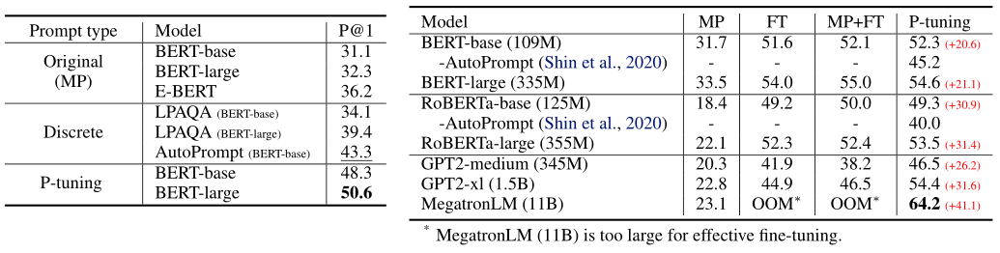 Prompt type Model P@1
Original (MP) BERT-base 31.1
BERT-large 32.3
E-BERT 36.2
Discrete LPAQA (BERT-base) 34.1
LPAQA (BERT-large) 39.4
AutoPrompt (BERT-base) 43.3
P-tuning BERT-base 48.3
BERT-large 50.6
Model MP FT MP+FT P-tuning
BERT-base (109M) 31.7 51.6 52.1 52.3 (+20.6)
-AutoPrompt (Shin et al., 2020) - - - 45.2
BERT-large (335M) 33.5 54.0 55.0 54.6 (+21.1)
RoBERTa-base (125M) 18.4 49.2 50.0 49.3 (+30.9)
-AutoPrompt (Shin et al., 2020) - - - 40.0
RoBERTa-large (355M) 22.1 52.3 52.4 53.5 (+31.4)
GPT2-medium (345M) 20.3 41.9 38.2 46.5 (+26.2)
GPT2-xl (1.5B) 22.8 44.9 46.5 54.4 (+31.6)
MegatronLM (11B) 23.1 OOM* OOM* 64.2 (+41.1)
* MegatronLM (11B) is too large for effective fine-tuning.